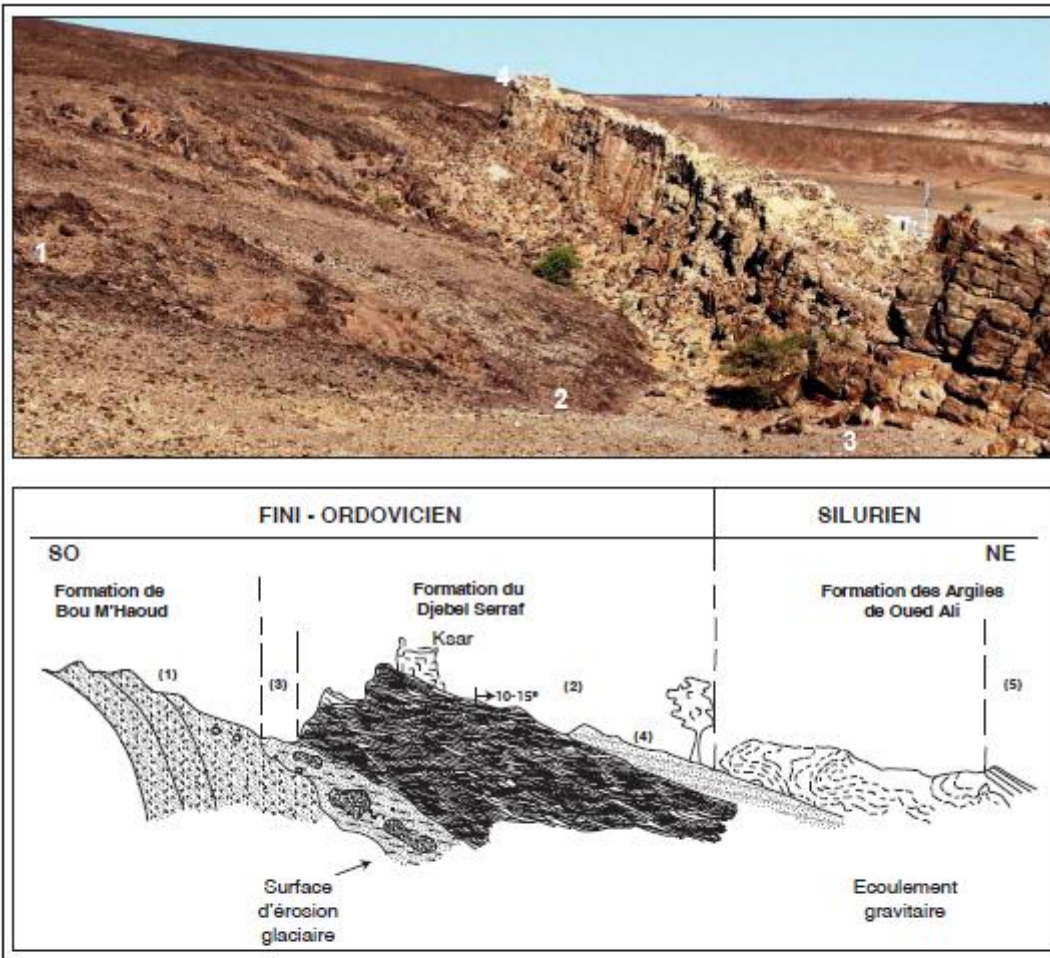 4
1
2
3
FINI - ORDOVICIEN
SILURIEN
SO
NE
Formation de
Bou M'Haoud
Formation du
Djebel Serraf
Formation des Argiles
de Oued Ali
Ksar
(1)
(3)
10-15°
(2)
(4)
(5)
Surface
d'érosion
glaciaire
Ecoulement
gravitaire